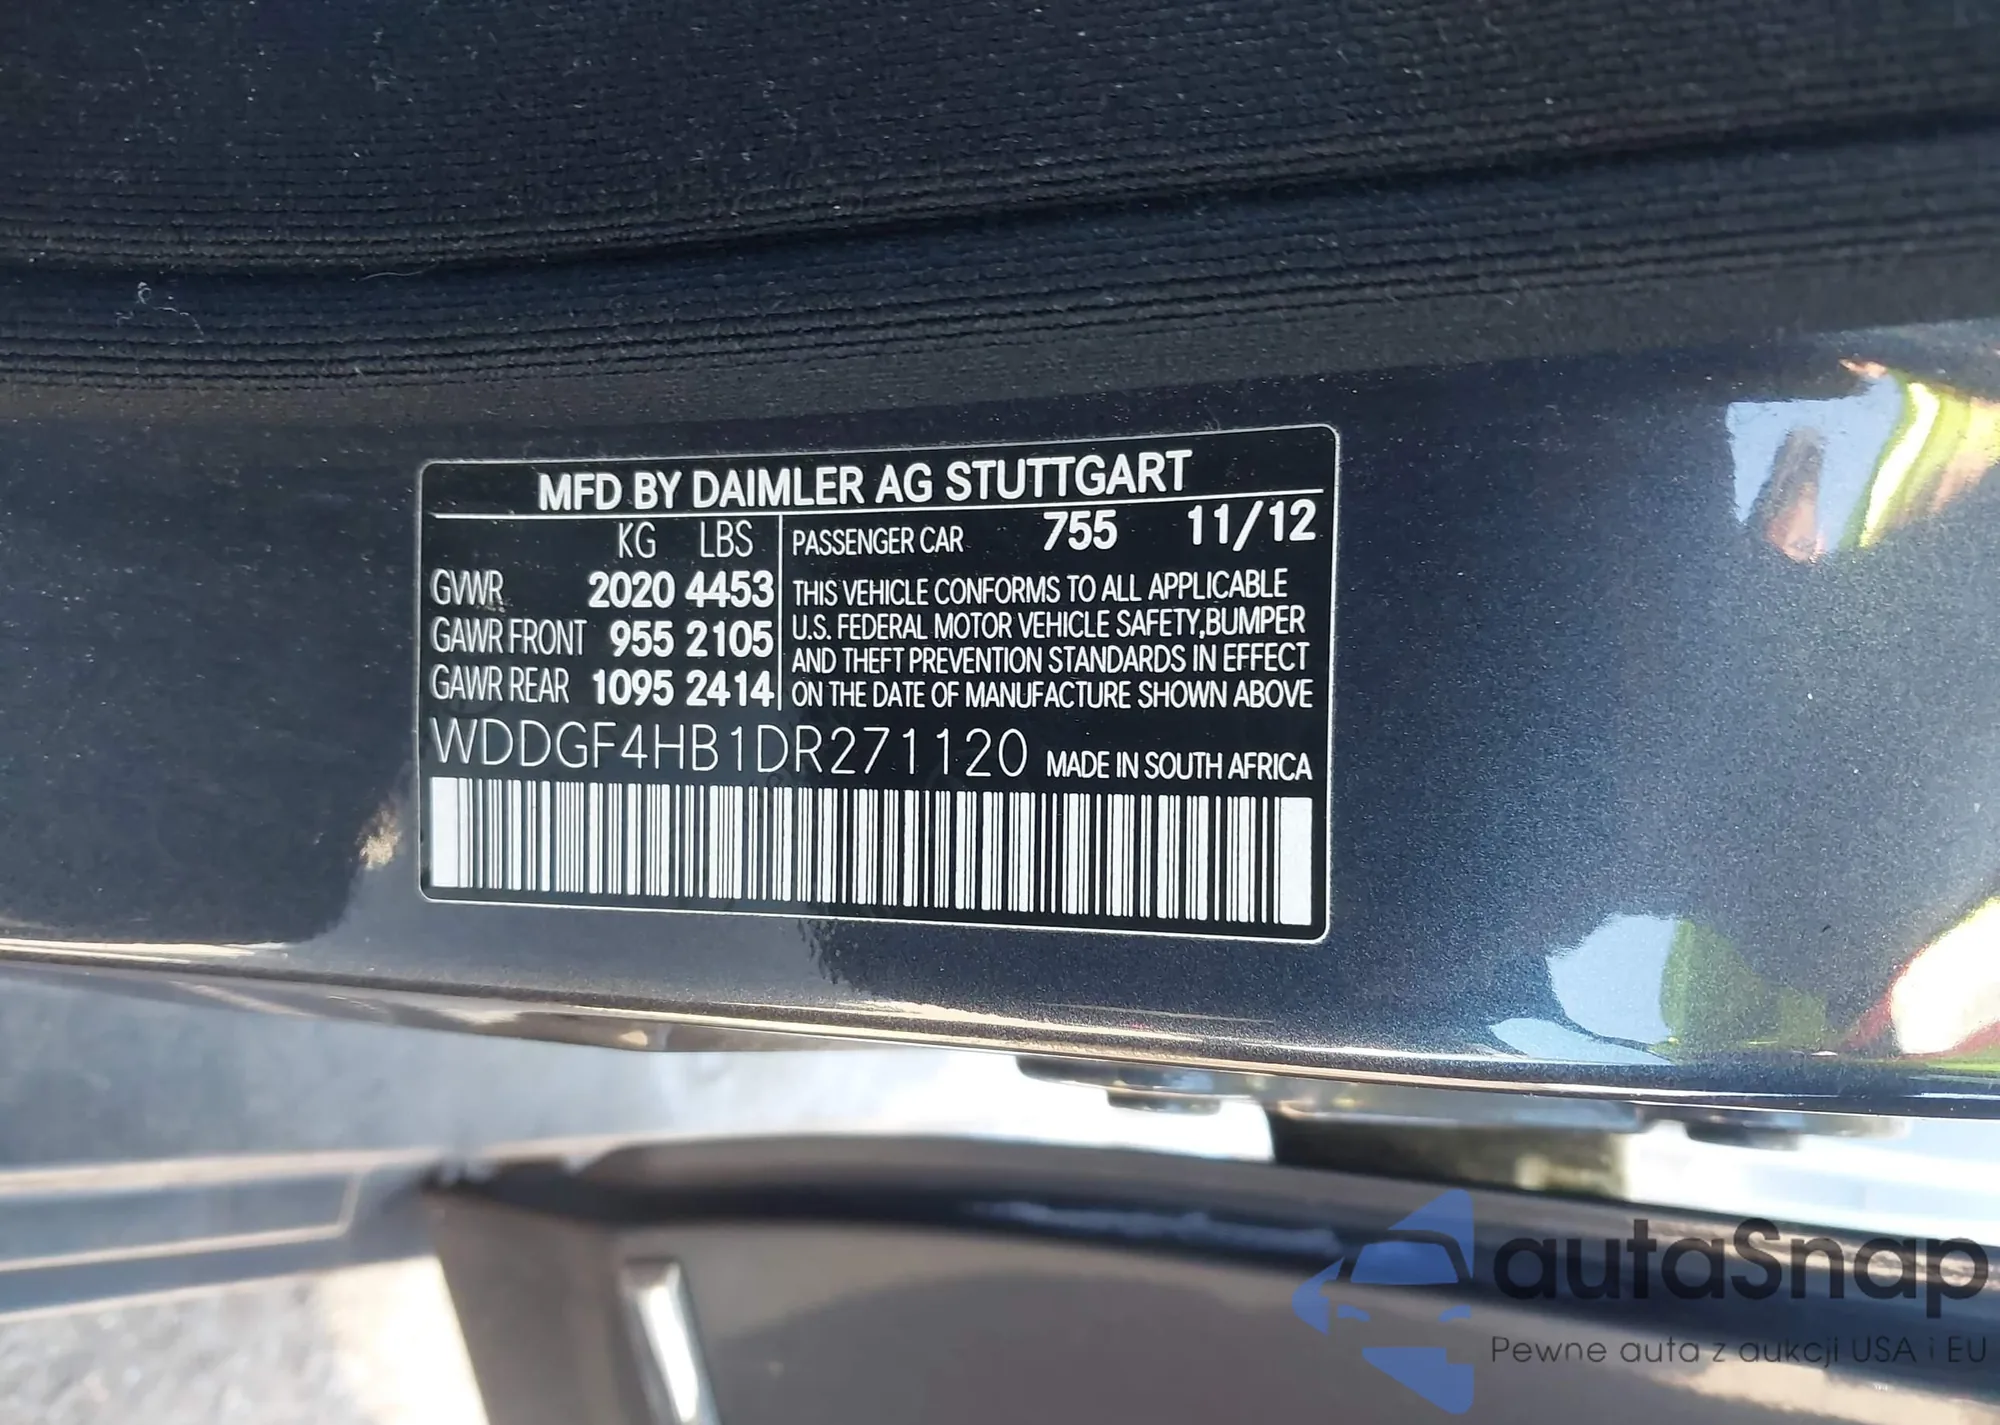 MFD BY DAIMLER AG STUTTGART
KG LBS
GVWR 2020 4453
GAWR FRONT 955 2105
GAWR REAR 1095 2414
PASSENGER CAR 755 11/12
THIS VEHICLE CONFORMS TO ALL APPLICABLE
U.S. FEDERAL MOTOR VEHICLE SAFETY,BUMPER
AND THEFT PREVENTION STANDARDS IN EFFECT
ON THE DATE OF MANUFACTURE SHOWN ABOVE
WDDGF4HB1DR271120 MADE IN SOUTH AFRICA
autaSnap
Pewne auta z aukcji USA i EU